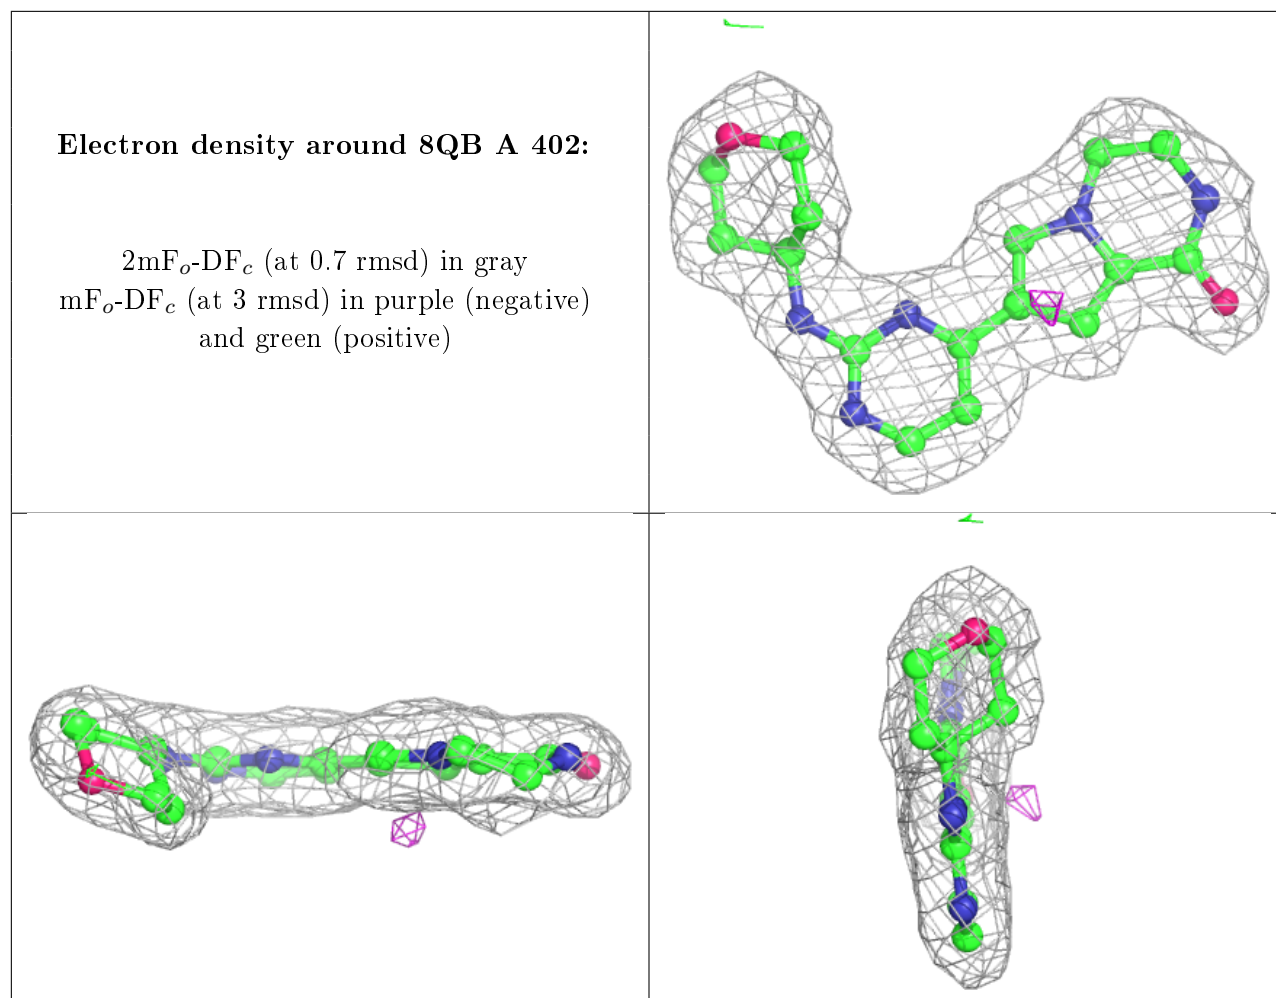 Electron density around 8QB A 402:
2mFo-DFc (at 0.7 rmsd) in gray
mFo-DFc (at 3 rmsd) in purple (negative)
and green (positive)